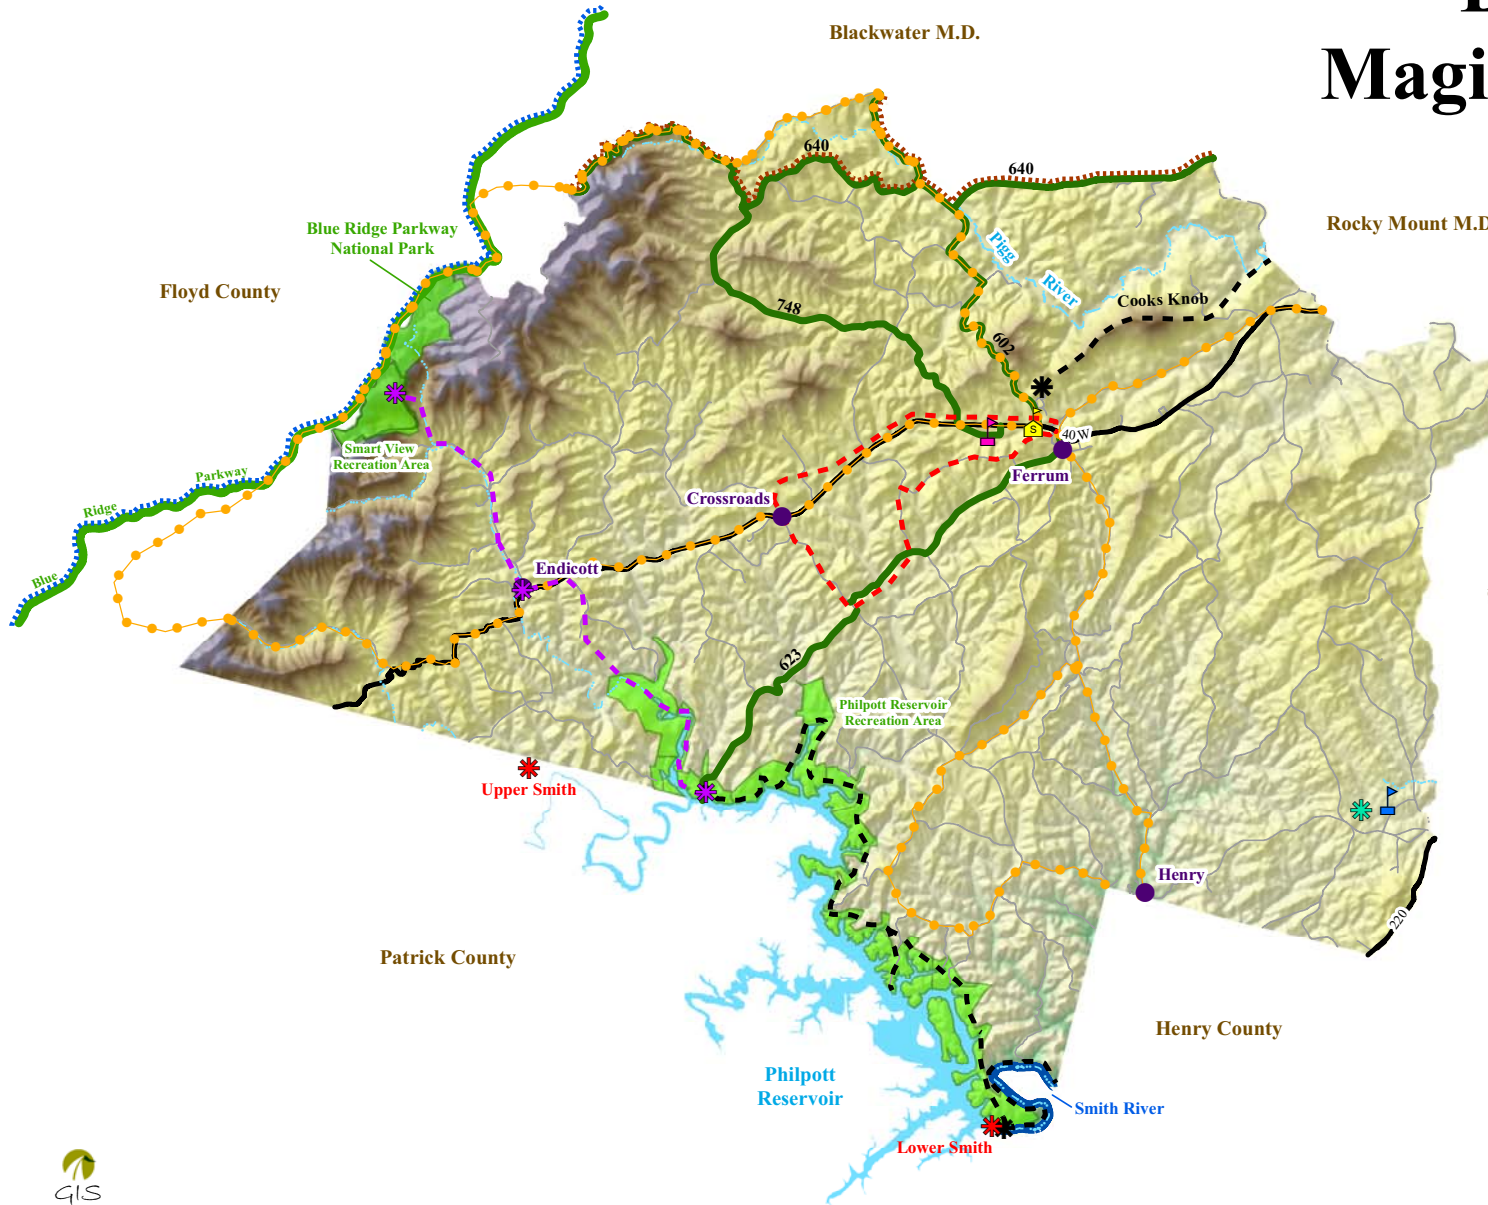 Blackwater M.D.
Magi
640
640
Rocky Mount M.D
Blue Ridge Parkway
National Park
Pigg
River
Floyd County
Cooks Knob
748
602
S
40W
Smart View
Recreation Area
Ferrum
Parkway
Crossroads
Ridge
Endicott
Blue
623
Philpott Reservoir
Recreation Area
Upper Smith
Henry
220
Patrick County
Henry County
Philpott
Reservoir
Smith River
Lower Smith
GIS